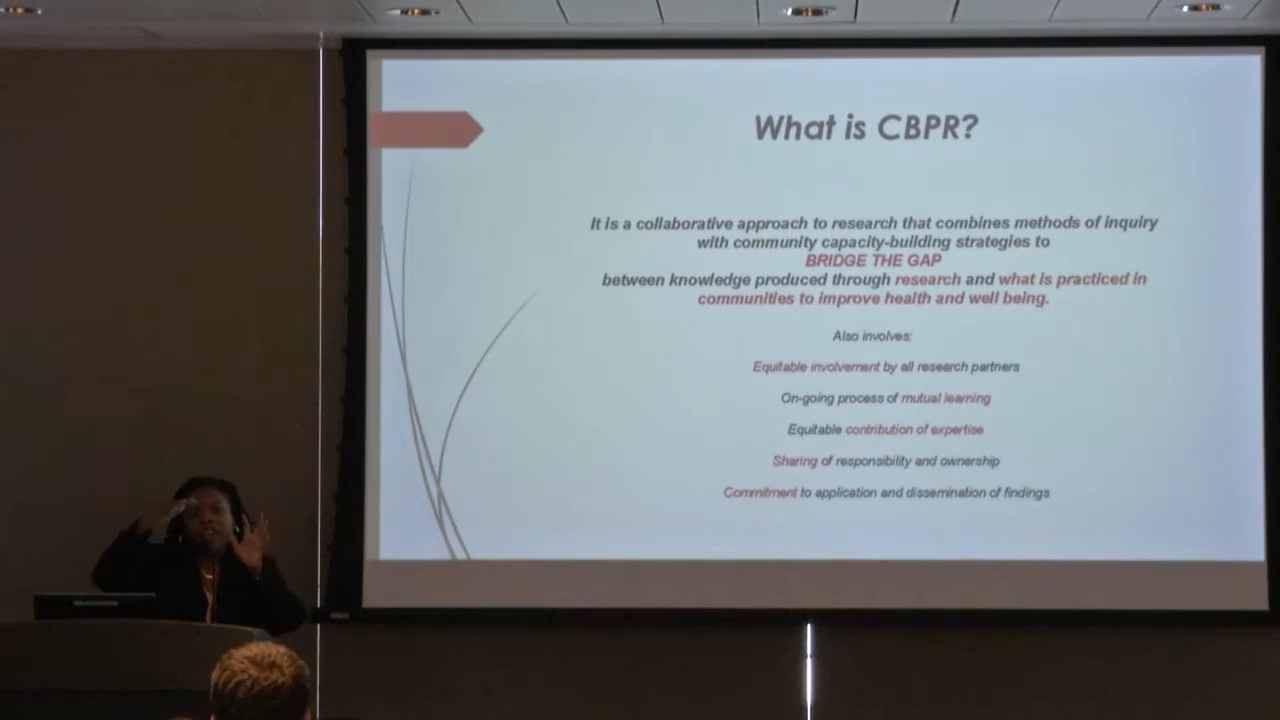 What is CBPR?
It is a collaborative approach to research that combines methods of inquiry
with community capacity-building strategies to
BRIDGE THE GAP
between knowledge produced through research and what is practiced in
communities to improve health and well being.
Also involves:
Equitable involvement by all research partners
On-going process of mutual learning
Equitable contribution of expertise
Sharing of responsibility and ownership
Commitment to application and dissemination of findings